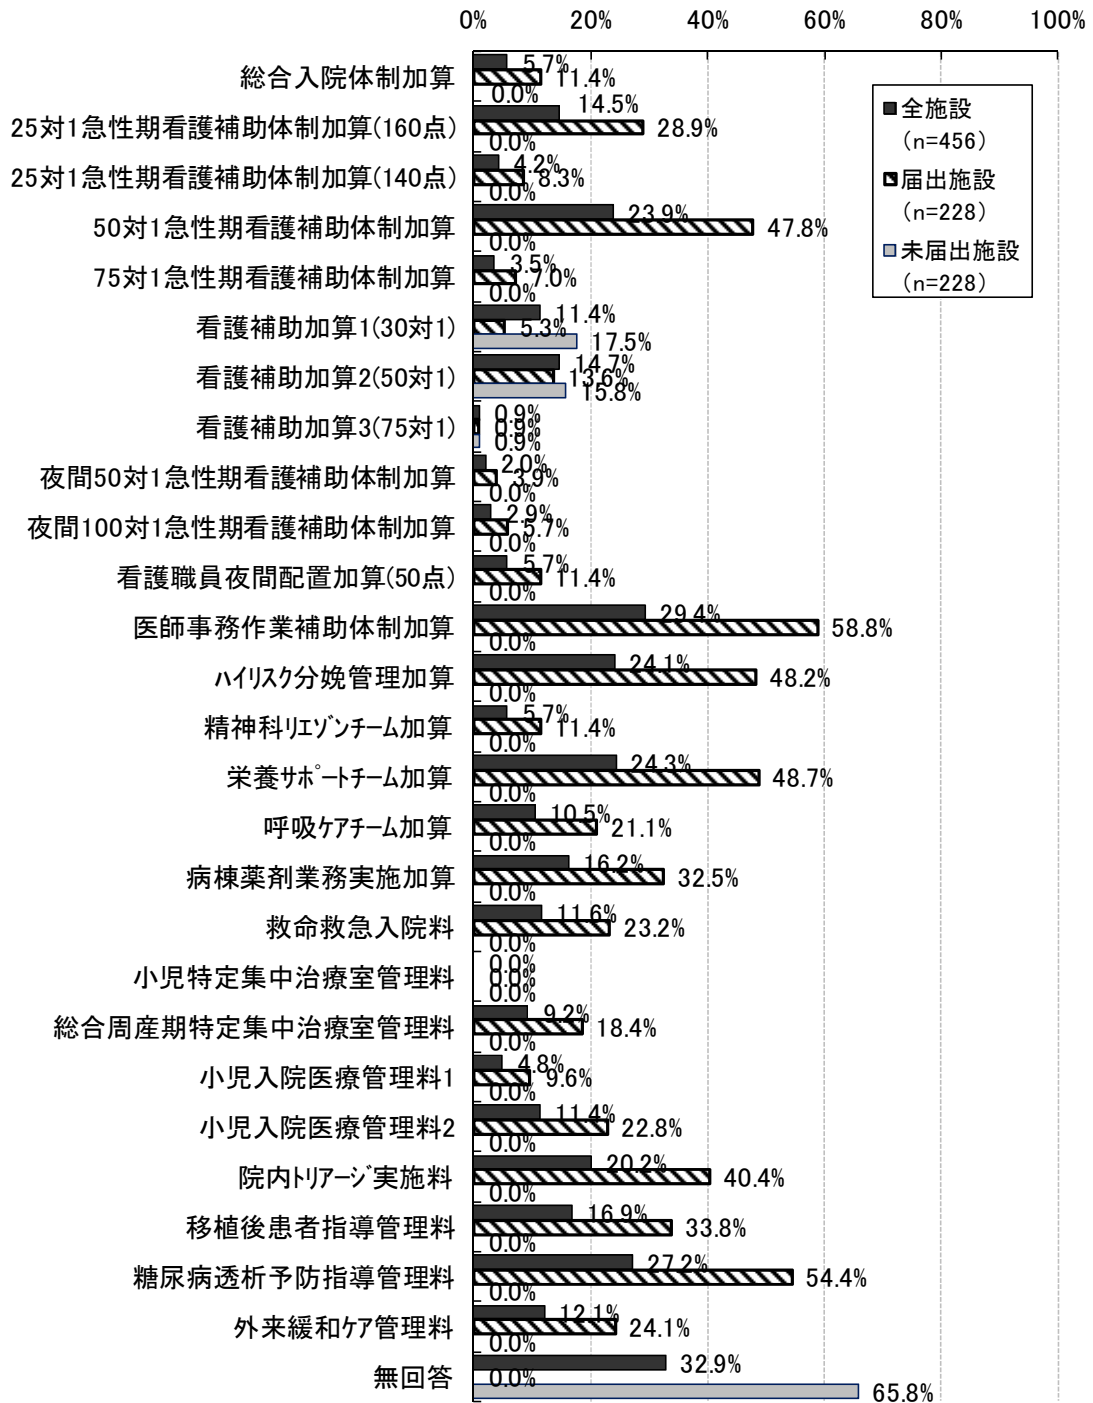 0% 20% 40% 60% 80% 100%
全施設
(n=456)
届出施設
(n=228)
未届出施設
(n=228)
総合入院体制加算 5.7% 11.4% 0.0%
25対1急性期看護補助体制加算(160点) 14.5% 28.9% 0.0%
25対1急性期看護補助体制加算(140点) 4.2% 8.3% 0.0%
50対1急性期看護補助体制加算 23.9% 47.8% 0.0%
75対1急性期看護補助体制加算 3.5% 7.0% 0.0%
看護補助加算1(30対1) 11.4% 5.3% 17.5%
看護補助加算2(50対1) 14.7% 13.6% 15.8%
看護補助加算3(75対1) 0.9% 0.9% 0.9%
夜間50対1急性期看護補助体制加算 2.0% 3.9% 0.0%
夜間100対1急性期看護補助体制加算 2.9% 5.7% 0.0%
看護職員夜間配置加算(50点) 5.7% 11.4% 0.0%
医師事務作業補助体制加算 29.4% 58.8% 0.0%
ﾊｲﾘｽｸ分娩管理加算 24.1% 48.2% 0.0%
精神科ﾘｴｿﾞﾝﾁｰﾑ加算 5.7% 11.4% 0.0%
栄養ｻﾎﾟｰﾄﾁｰﾑ加算 24.3% 48.7% 0.0%
呼吸ｹｱﾁｰﾑ加算 10.5% 21.1% 0.0%
病棟薬剤業務実施加算 16.2% 32.5% 0.0%
救命救急入院料 11.6% 23.2% 0.0%
小児特定集中治療室管理料 0.0% 0.0% 0.0%
総合周産期特定集中治療室管理料 9.2% 18.4% 0.0%
小児入院医療管理料1 4.8% 9.6% 0.0%
小児入院医療管理料2 11.4% 22.8% 0.0%
院内ﾄﾘｱｰｼﾞ実施料 20.2% 40.4% 0.0%
移植後患者指導管理料 16.9% 33.8% 0.0%
糖尿病透析予防指導管理料 27.2% 54.4% 0.0%
外来緩和ｹｱ管理料 12.1% 24.1% 0.0%
無回答 32.9% 0.0% 65.8%